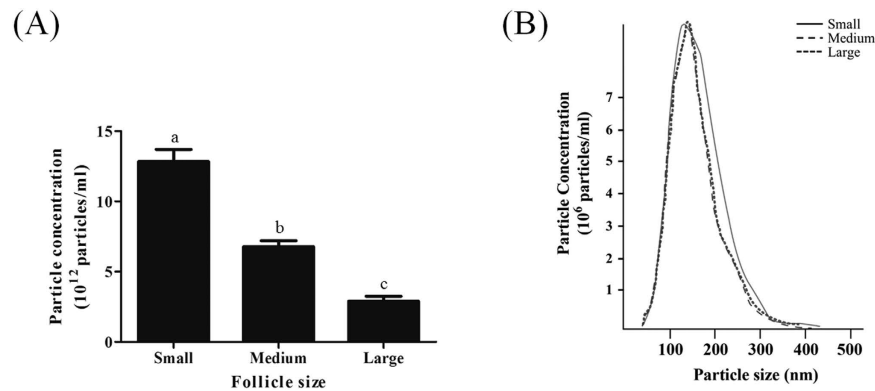 (A)
Particle concentration
(10¹² particles/ml)
15
10
5
0
a
b
c
Small
Medium
Large
Follicle size
(B)
Small
Medium
Large
Particle Concentration
(10⁶ particles/ml)
7
6
5
4
3
2
1
100
200
300
400
500
Particle size (nm)